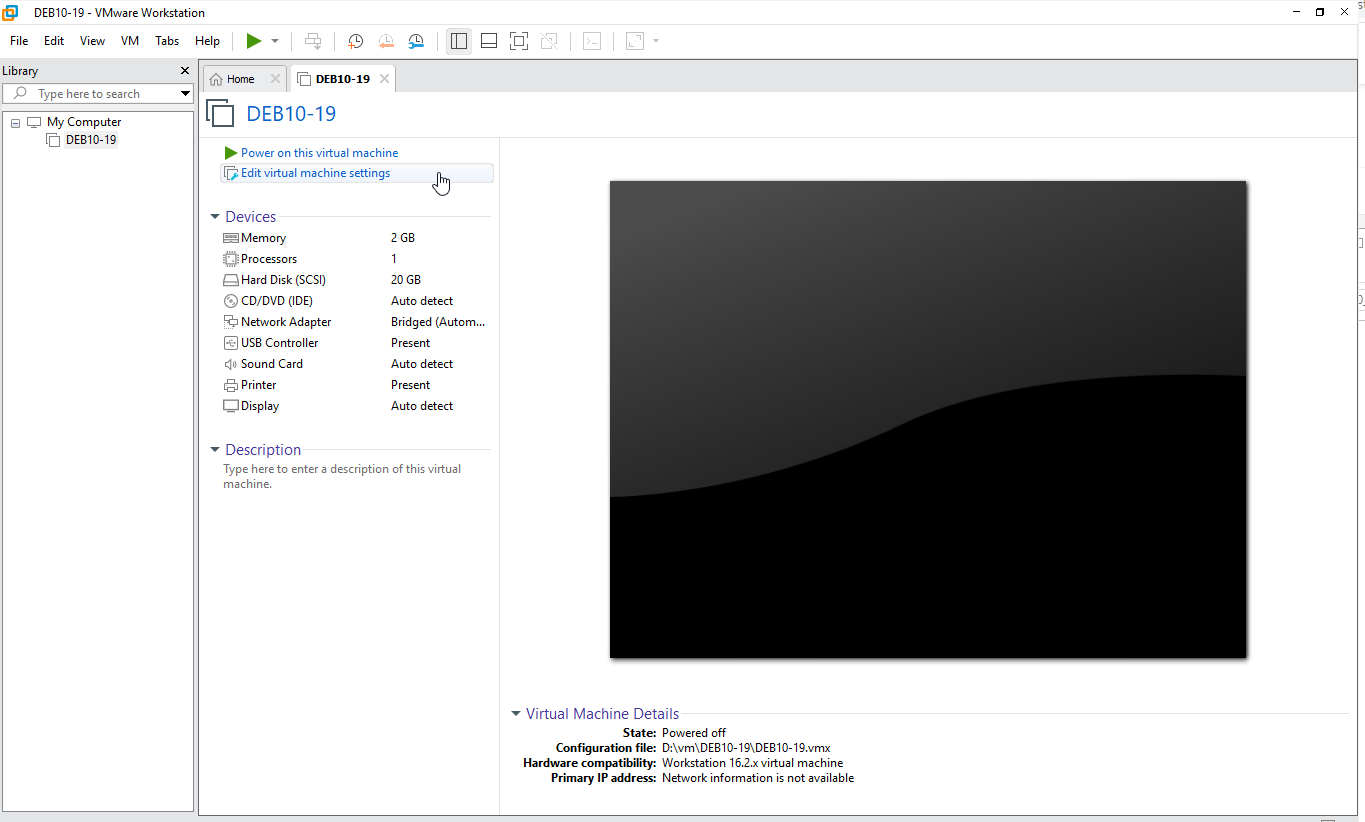 DEB10-19 - VMware Workstation
File Edit View VM Tabs Help
Library
Type here to search
My Computer
DEB10-19
Home
DEB10-19
DEB10-19
Power on this virtual machine
Edit virtual machine settings
Devices
Memory 2 GB
Processors 1
Hard Disk (SCSI) 20 GB
CD/DVD (IDE) Auto detect
Network Adapter Bridged (Autom...
USB Controller Present
Sound Card Auto detect
Printer Present
Display Auto detect
Description
Type here to enter a description of this virtual
machine.
Virtual Machine Details
State: Powered off
Configuration file: D:\vm\DEB10-19\DEB10-19.vmx
Hardware compatibility: Workstation 16.2.x virtual machine
Primary IP address: Network information is not available